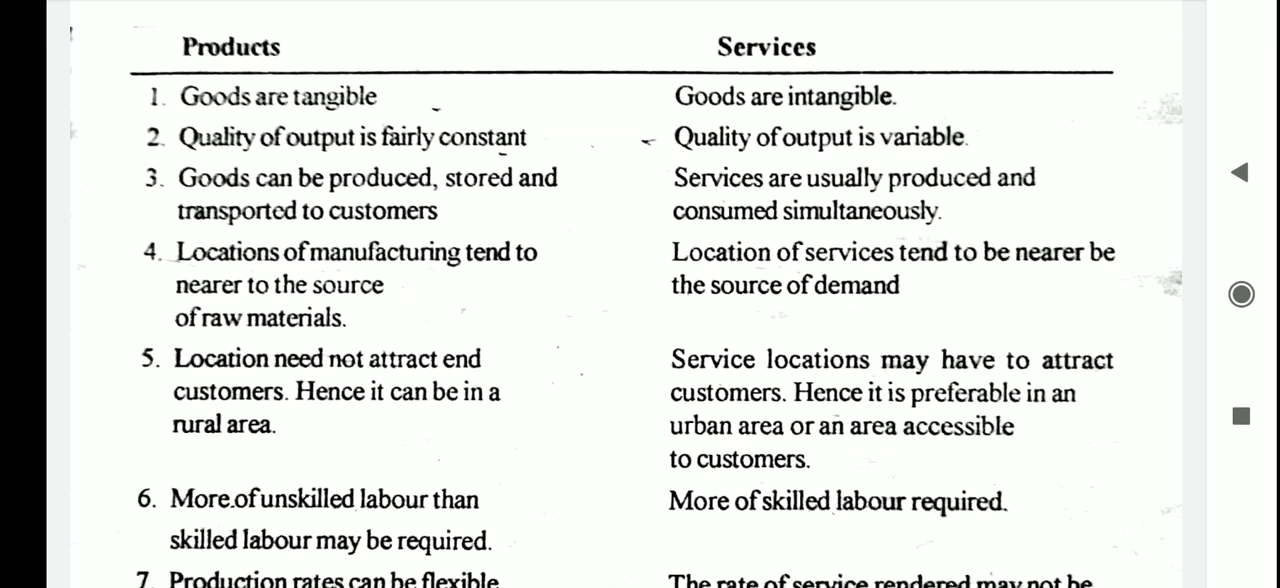 Products Services
1. Goods are tangible Goods are intangible.
2. Quality of output is fairly constant Quality of output is variable.
3. Goods can be produced, stored and Services are usually produced and
transported to customers consumed simultaneously.
4. Locations of manufacturing tend to Location of services tend to be nearer be
nearer to the source the source of demand
of raw materials.
5. Location need not attract end Service locations may have to attract
customers. Hence it can be in a customers. Hence it is preferable in an
rural area. urban area or an area accessible
to customers.
6. More of unskilled labour than More of skilled labour required.
skilled labour may be required.
7. Production rates can be flexible The rate of service rendered may not be